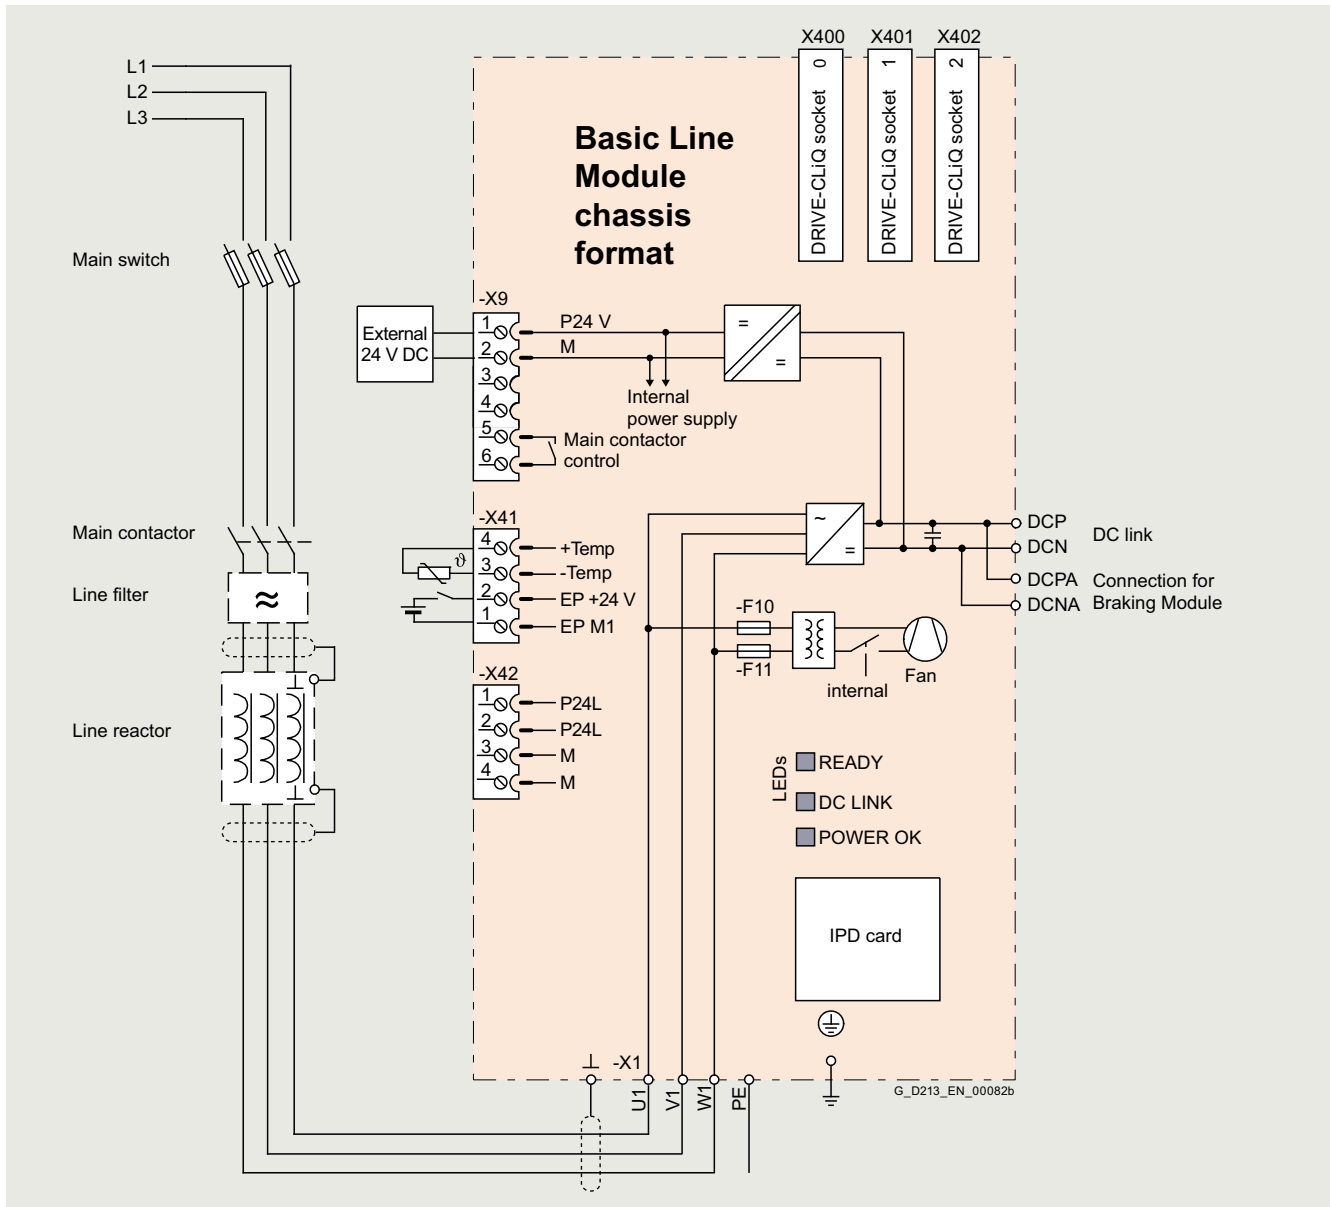 X400
X401
X402
L1
L2
L3
0
DRIVE-CLiQ socket
1
DRIVE-CLiQ socket
2
DRIVE-CLiQ socket
Basic Line
Module
chassis
format
Main switch
-X9
External
24 V DC
1
2
3
4
5
6
P24 V
M
=
=
Internal
power supply
Main contactor
control
Main contactor
Line filter
≈
Line reactor
-X41
4
3
2
1
ϑ
+Temp
-Temp
EP +24 V
EP M1
~
=
DCP
DCN
DC link
DCPA
DCNA
Connection for
Braking Module
-F10
-F11
internal
Fan
-X42
1
2
3
4
P24L
P24L
M
M
LEDs
READY
DC LINK
POWER OK
IPD card
-X1
U1
V1
W1
PE
G_D213_EN_00082b